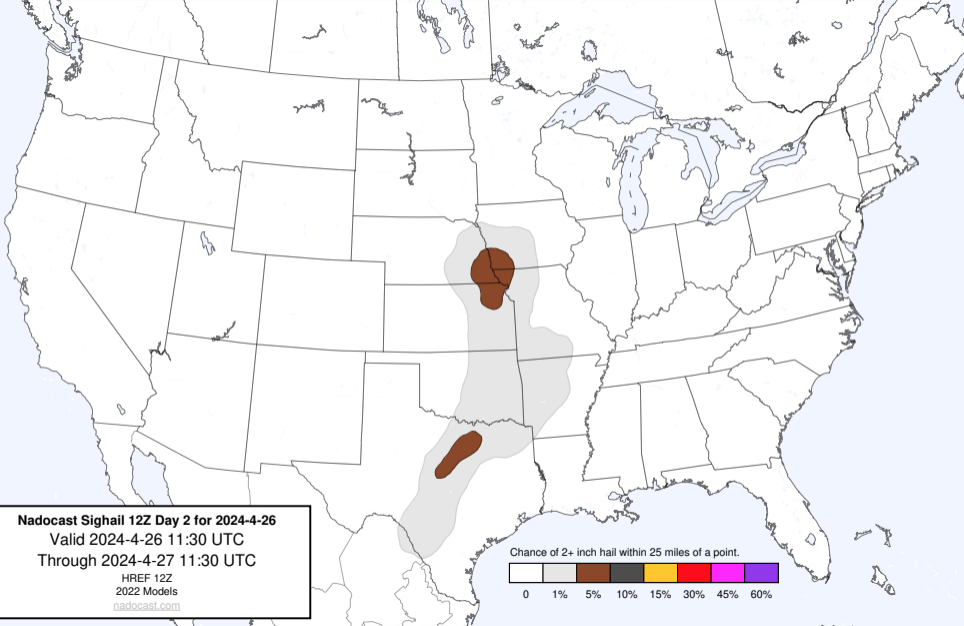 Nadocast Sighail 12Z Day 2 for 2024-4-26
Valid 2024-4-26 11:30 UTC
Through 2024-4-27 11:30 UTC
HREF 12Z
2022 Models
nadocast.com
Chance of 2+ inch hail within 25 miles of a point.
0 1% 5% 10% 15% 30% 45% 60%